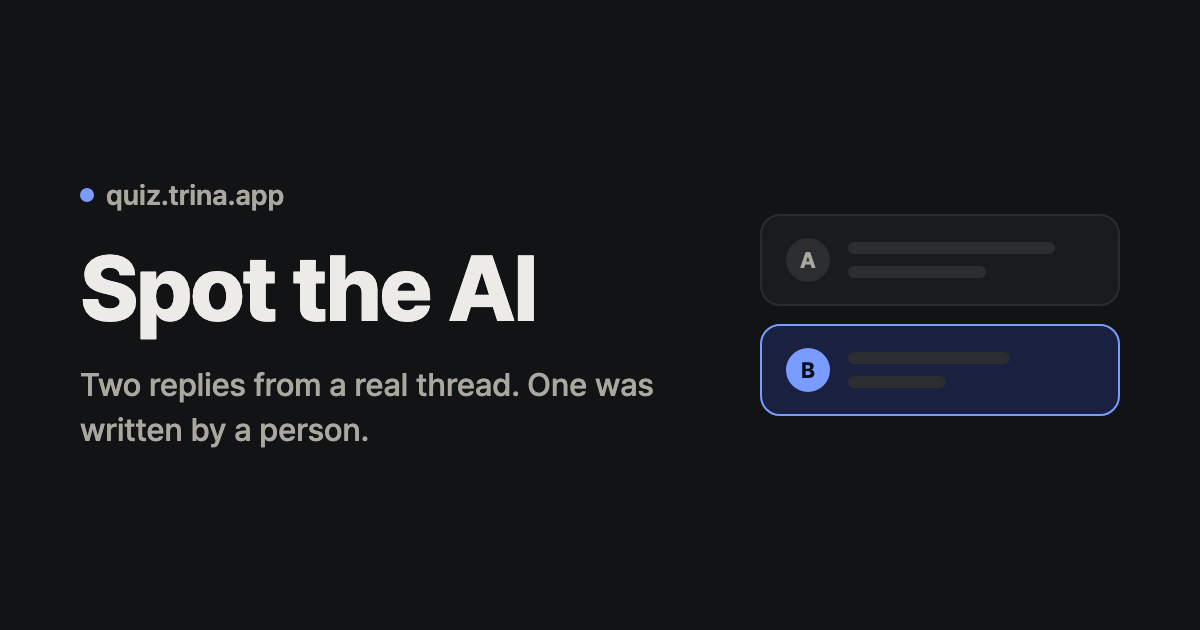 quiz.trina.app
Spot the AI
Two replies from a real thread. One was
written by a person.
A
B